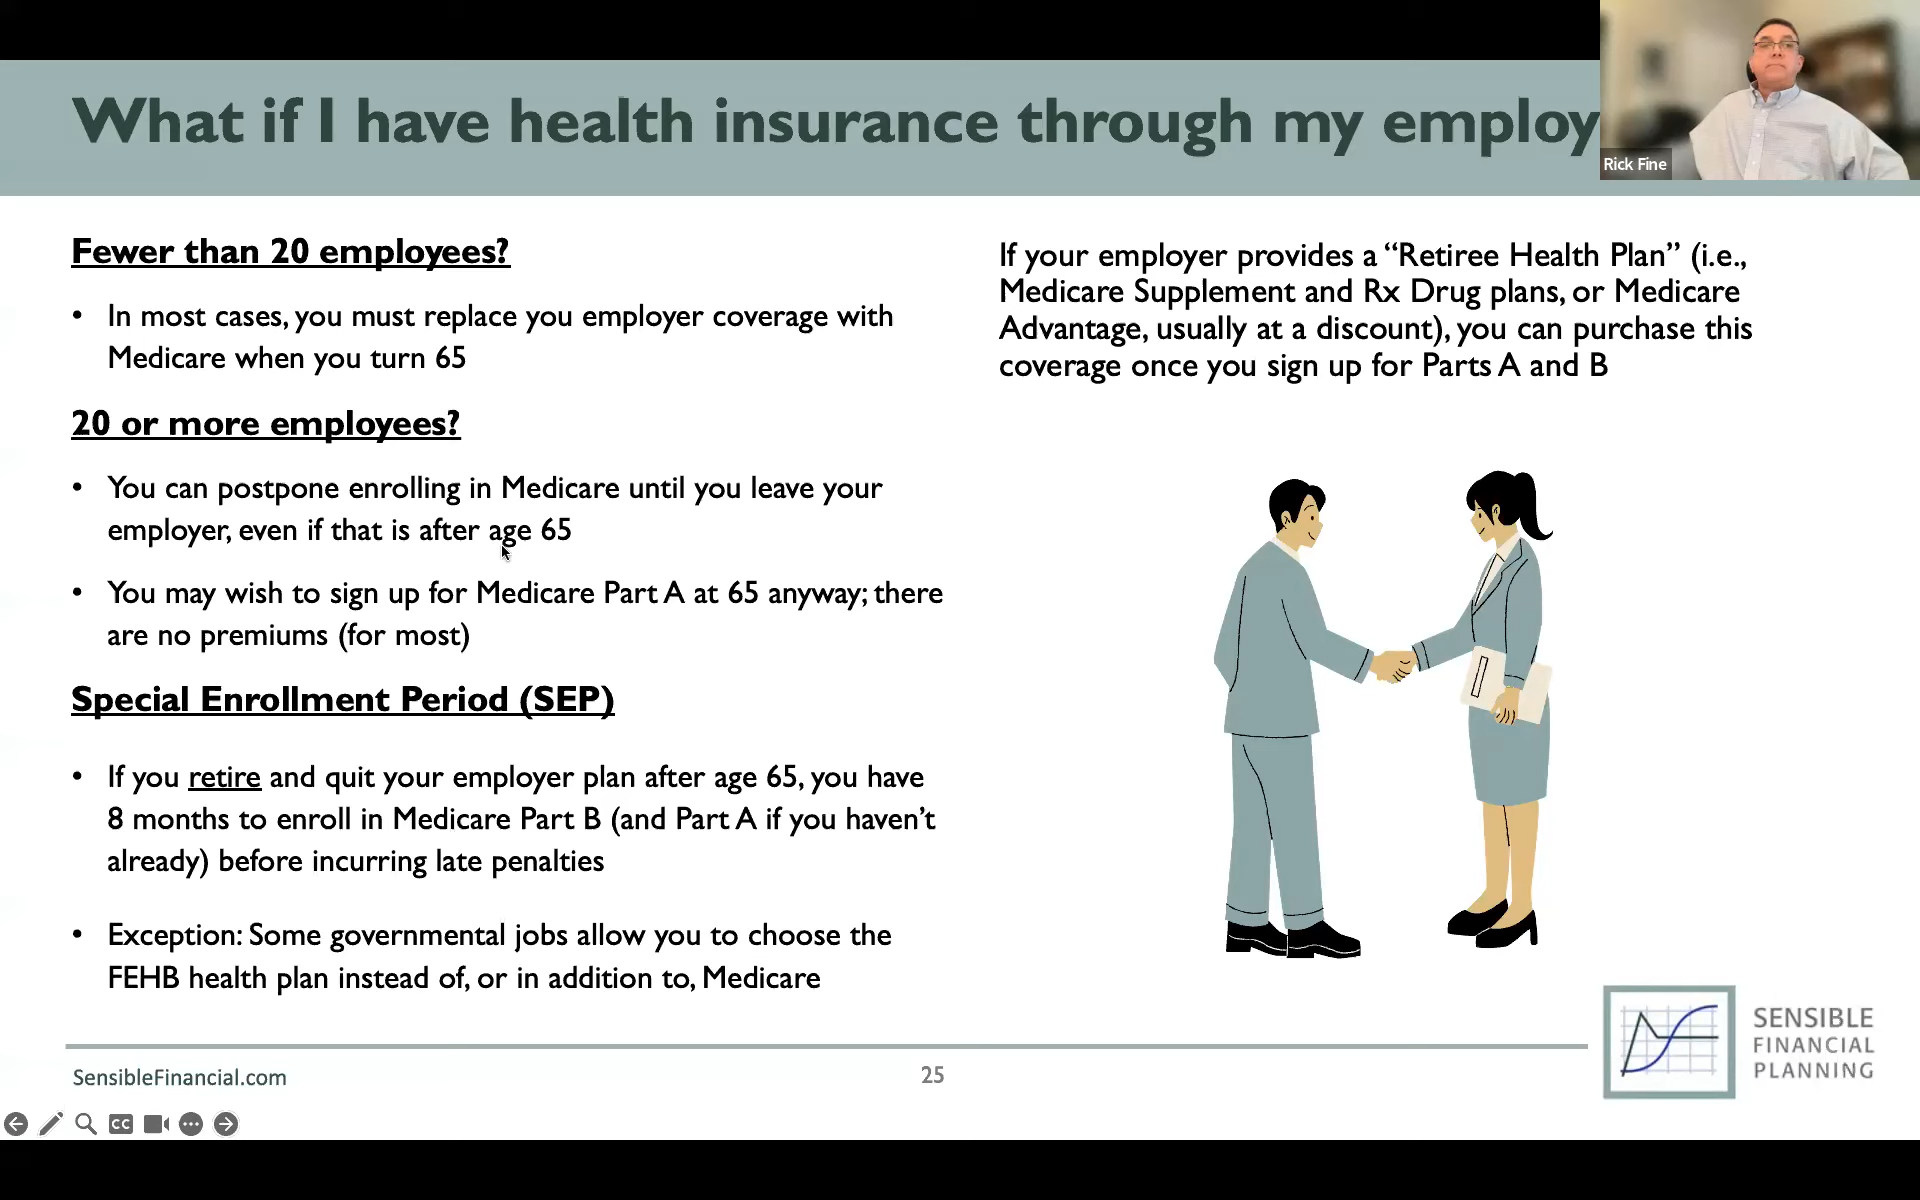 What if I have health insurance through my employ
Rick Fine
Fewer than 20 employees?
• In most cases, you must replace you employer coverage with
Medicare when you turn 65
20 or more employees?
• You can postpone enrolling in Medicare until you leave your
employer, even if that is after age 65
• You may wish to sign up for Medicare Part A at 65 anyway; there
are no premiums (for most)
Special Enrollment Period (SEP)
• If you retire and quit your employer plan after age 65, you have
8 months to enroll in Medicare Part B (and Part A if you haven’t
already) before incurring late penalties
• Exception: Some governmental jobs allow you to choose the
FEHB health plan instead of, or in addition to, Medicare
If your employer provides a “Retiree Health Plan” (i.e.,
Medicare Supplement and Rx Drug plans, or Medicare
Advantage, usually at a discount), you can purchase this
coverage once you sign up for Parts A and B
SensibleFinancial.com
25
SENSIBLE
FINANCIAL
PLANNING
CC